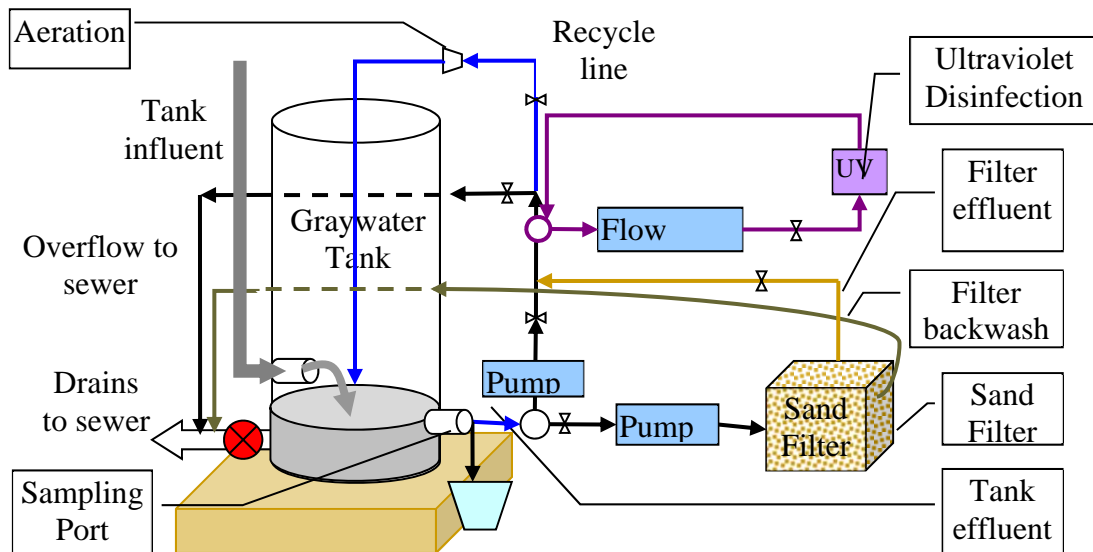 Aeration
Recycle
line
Ultraviolet
Disinfection
Tank
influent
UV
Filter
effluent
Graywater
Tank
Flow
Overflow to
sewer
Filter
backwash
Drains
to sewer
Pump
Pump
Sand
Filter
Sand
Filter
Sampling
Port
Tank
effluent